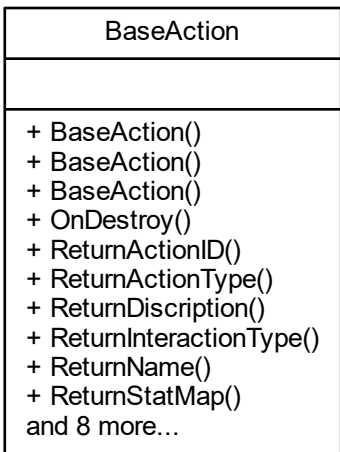 BaseAction
+ BaseAction()
+ BaseAction()
+ BaseAction()
+ OnDestroy()
+ ReturnActionID()
+ ReturnActionType()
+ ReturnDiscription()
+ ReturnInteractionType()
+ ReturnName()
+ ReturnStatMap()
and 8 more...